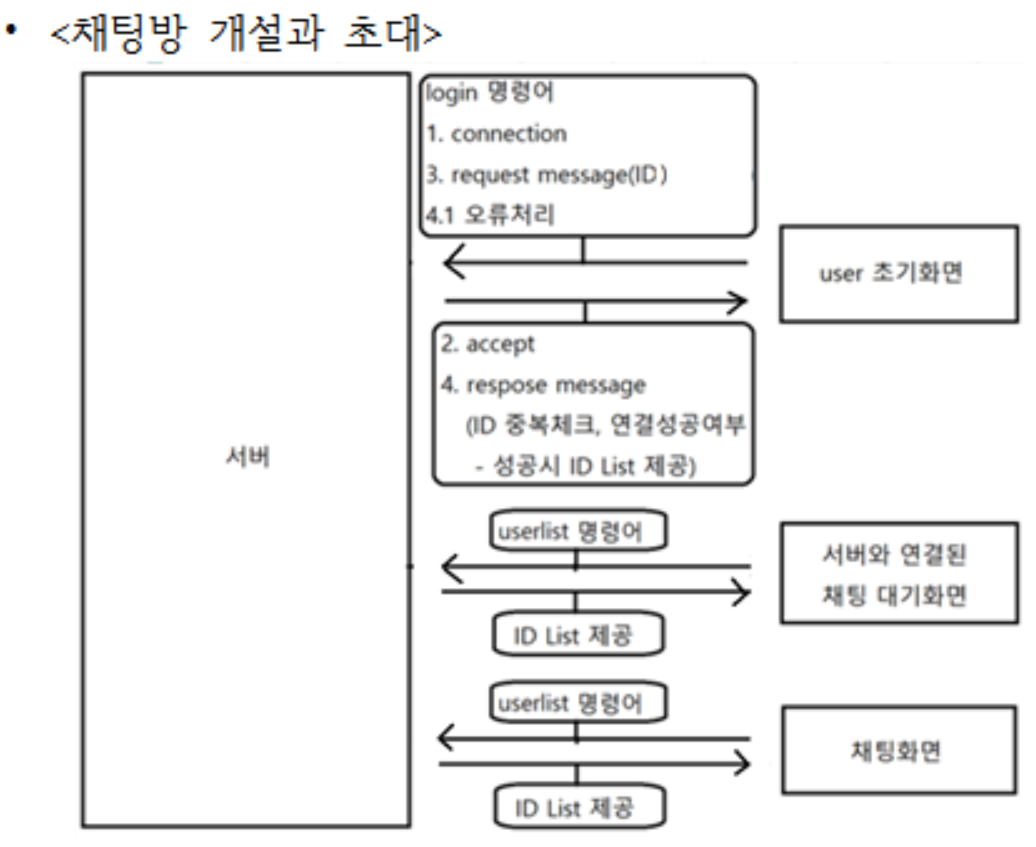 • <채팅방 개설과 초대>
login 명령어
1. connection
3. request message(ID)
4.1 오류처리
user 초기화면
2. accept
4. respose message
(ID 중복체크, 연결성공여부
- 성공시 ID List 제공)
서버
userlist 명령어
서버와 연결된
채팅 대기화면
ID List 제공
userlist 명령어
채팅화면
ID List 제공